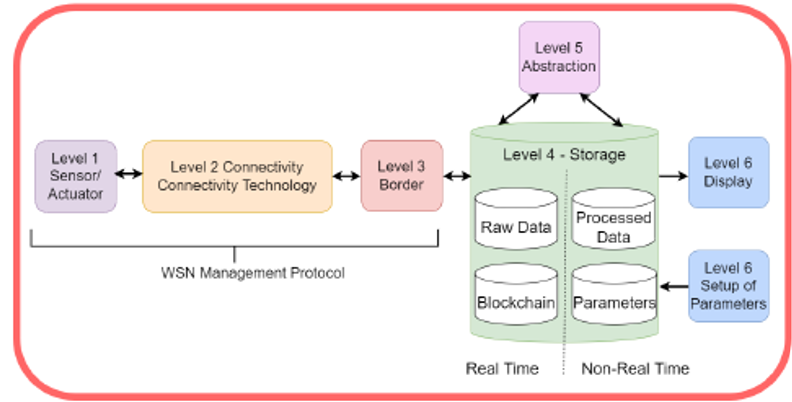 Level 5
Abstraction
Level 1
Sensor/
Actuator
Level 2 Connectivity
Connectivity Technology
Level 3
Border
Level 4 - Storage
Raw Data
Processed
Data
Blockchain
Parameters
Level 6
Display
Level 6
Setup of
Parameters
WSN Management Protocol
Real Time
Non-Real Time